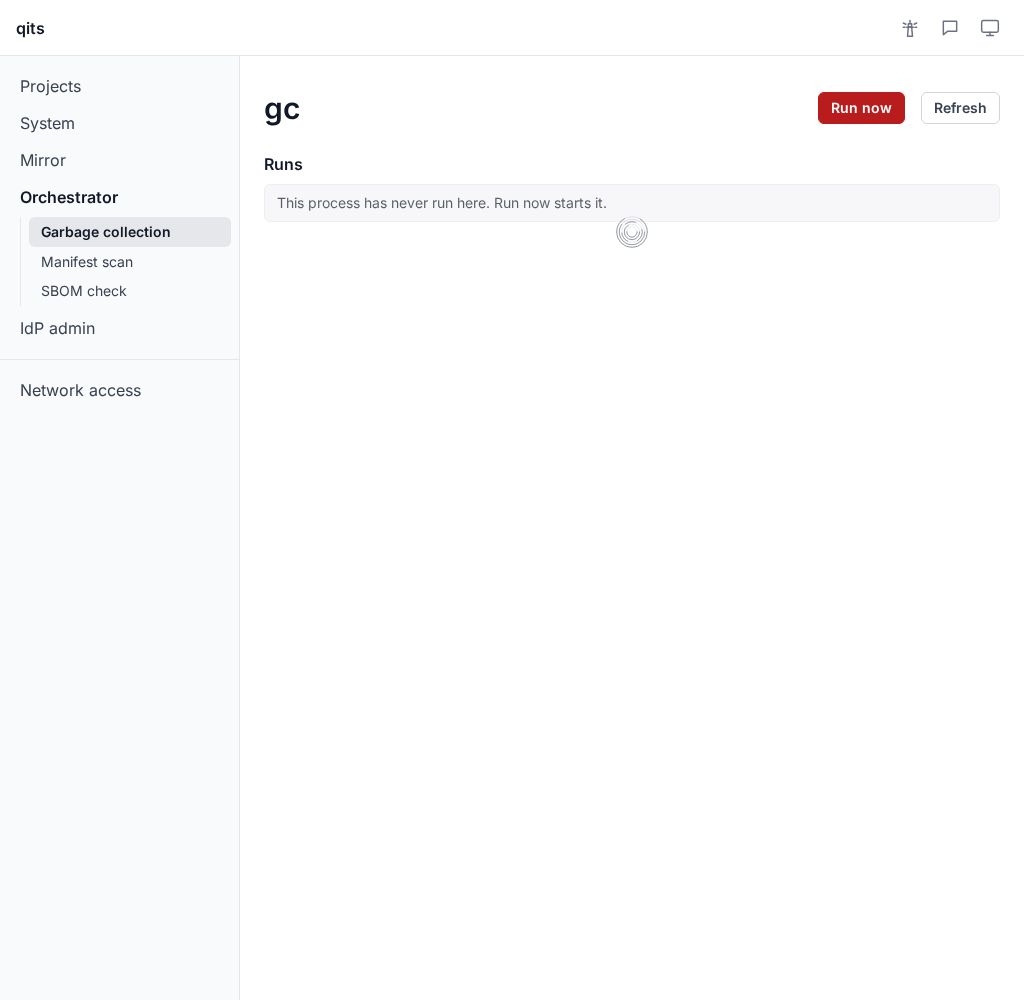 qits
Projects
System
Mirror
Orchestrator
Garbage collection
Manifest scan
SBOM check
IdP admin
Network access
gc
Run now
Refresh
Runs
This process has never run here. Run now starts it.